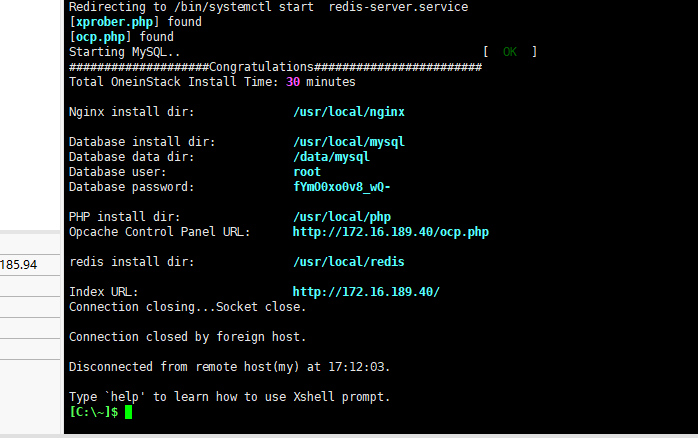 Redirecting to /bin/systemctl start  redis-server.service
[xprober.php] found
[ocp.php] found
Starting MySQL.. [  OK  ]
####################Congratulations########################
Total OneinStack Install Time: 30 minutes
Nginx install dir: /usr/local/nginx
Database install dir: /usr/local/mysql
Database data dir: /data/mysql
Database user: root
Database password: fYmO0xo0v8_wQ-
PHP install dir: /usr/local/php
Opcache Control Panel URL: http://172.16.189.40/ocp.php
185.94
redis install dir: /usr/local/redis
Index URL: http://172.16.189.40/
Connection closing...Socket close.
Connection closed by foreign host.
Disconnected from remote host(my) at 17:12:03.
Type `help' to learn how to use Xshell prompt.
[C:\~]$